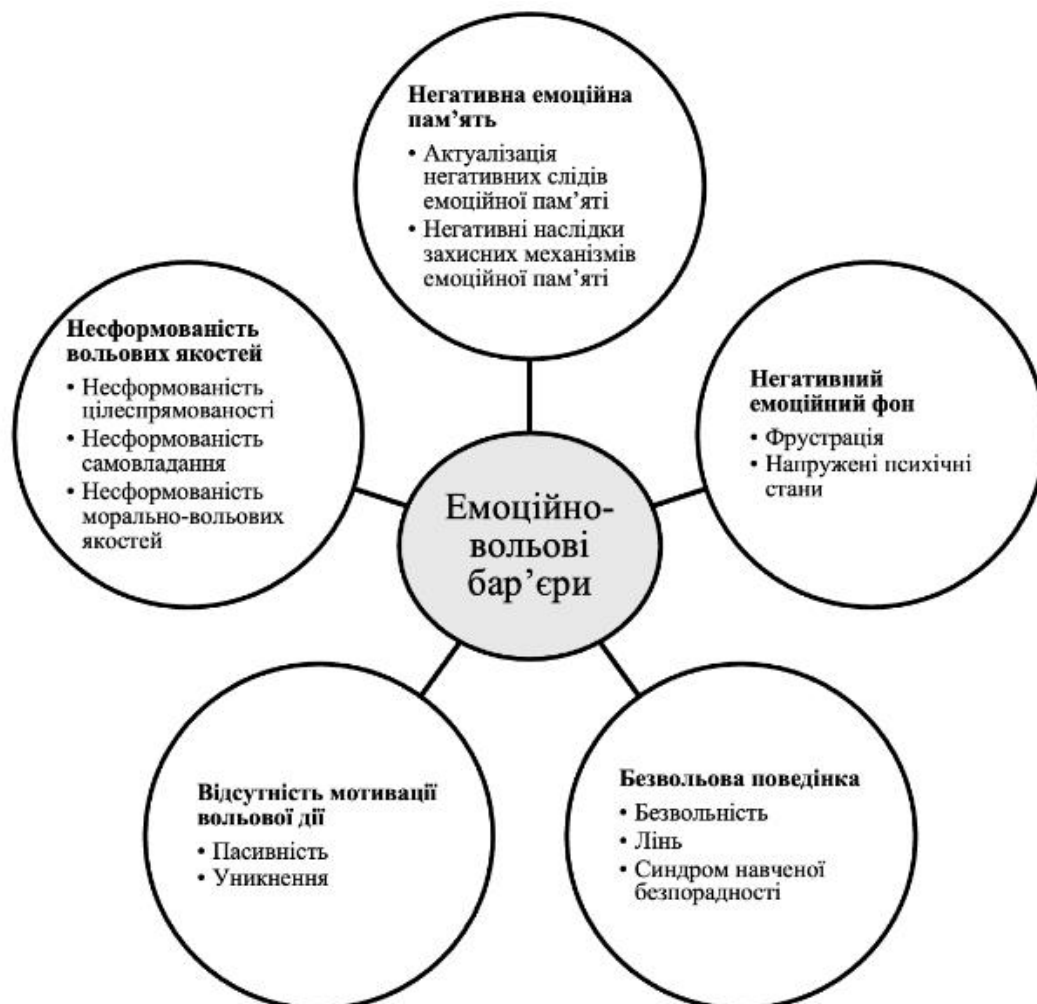 Негативна емоційна
пам’ять
• Актуалізація
негативних слідів
емоційної пам’яті
• Негативні наслідки
захисних механізмів
емоційної пам’яті
Несформованість
вольових якостей
• Несформованість
цілеспрямованості
• Несформованість
самовладання
• Несформованість
морально-вольових
якостей
Негативний
емоційний фон
• Фрустрація
• Напружені психічні
стани
Емоційно-
вольові
бар’єри
Відсутність мотивації
вольової дії
• Пасивність
• Уникнення
Безвольова поведінка
• Безвольність
• Лінь
• Синдром навченої
безпорадності